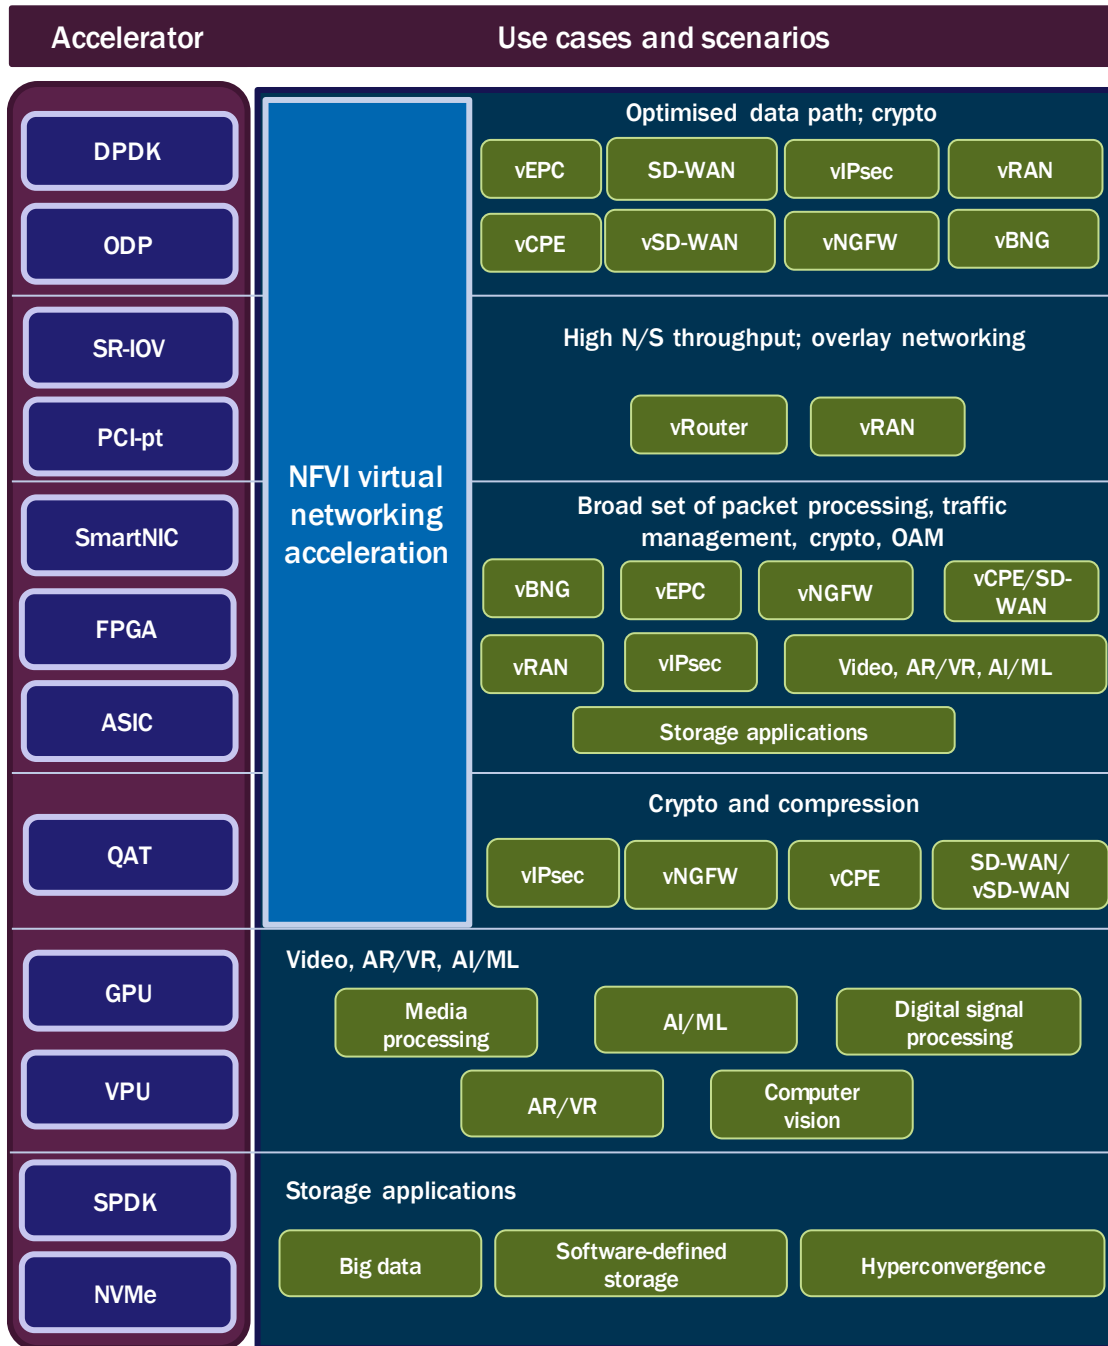 Accelerator
Use cases and scenarios
DPDK
ODP
SR-IOV
PCI-pt
SmartNIC
FPGA
ASIC
QAT
GPU
VPU
SPDK
NVMe
NFVI virtual
networking
acceleration
Optimised data path; crypto
vEPC
SD-WAN
vIPsec
vRAN
vCPE
vSD-WAN
vNGFW
vBNG
High N/S throughput; overlay networking
vRouter
vRAN
Broad set of packet processing, traffic
management, crypto, OAM
vBNG
vEPC
vNGFW
vCPE/SD-
WAN
vRAN
vIPsec
Video, AR/VR, AI/ML
Storage applications
Crypto and compression
vIPsec
vNGFW
vCPE
SD-WAN/
vSD-WAN
Video, AR/VR, AI/ML
Media
processing
AI/ML
Digital signal
processing
AR/VR
Computer
vision
Storage applications
Big data
Software-defined
storage
Hyperconvergence